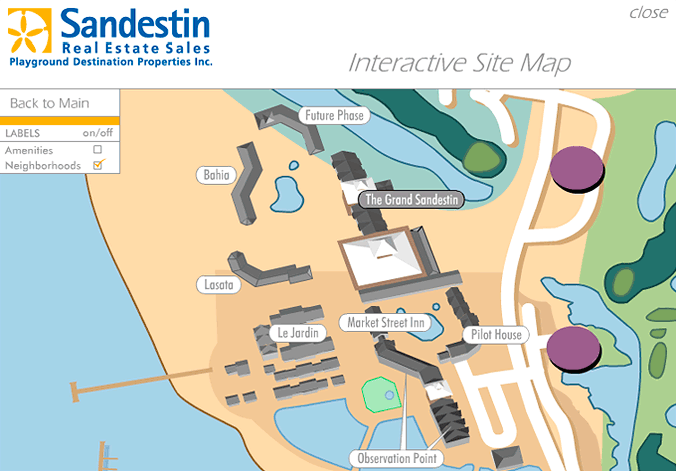 Sandestin
Real Estate Sales
Playground Destination Properties Inc.
close
Interactive Site Map
Back to Main
LABELS on/off
Amenities
Neighborhoods
Future Phase
Bahia
The Grand Sandestin
Lasata
Le Jardin
Market Street Inn
Pilot House
Observation Point